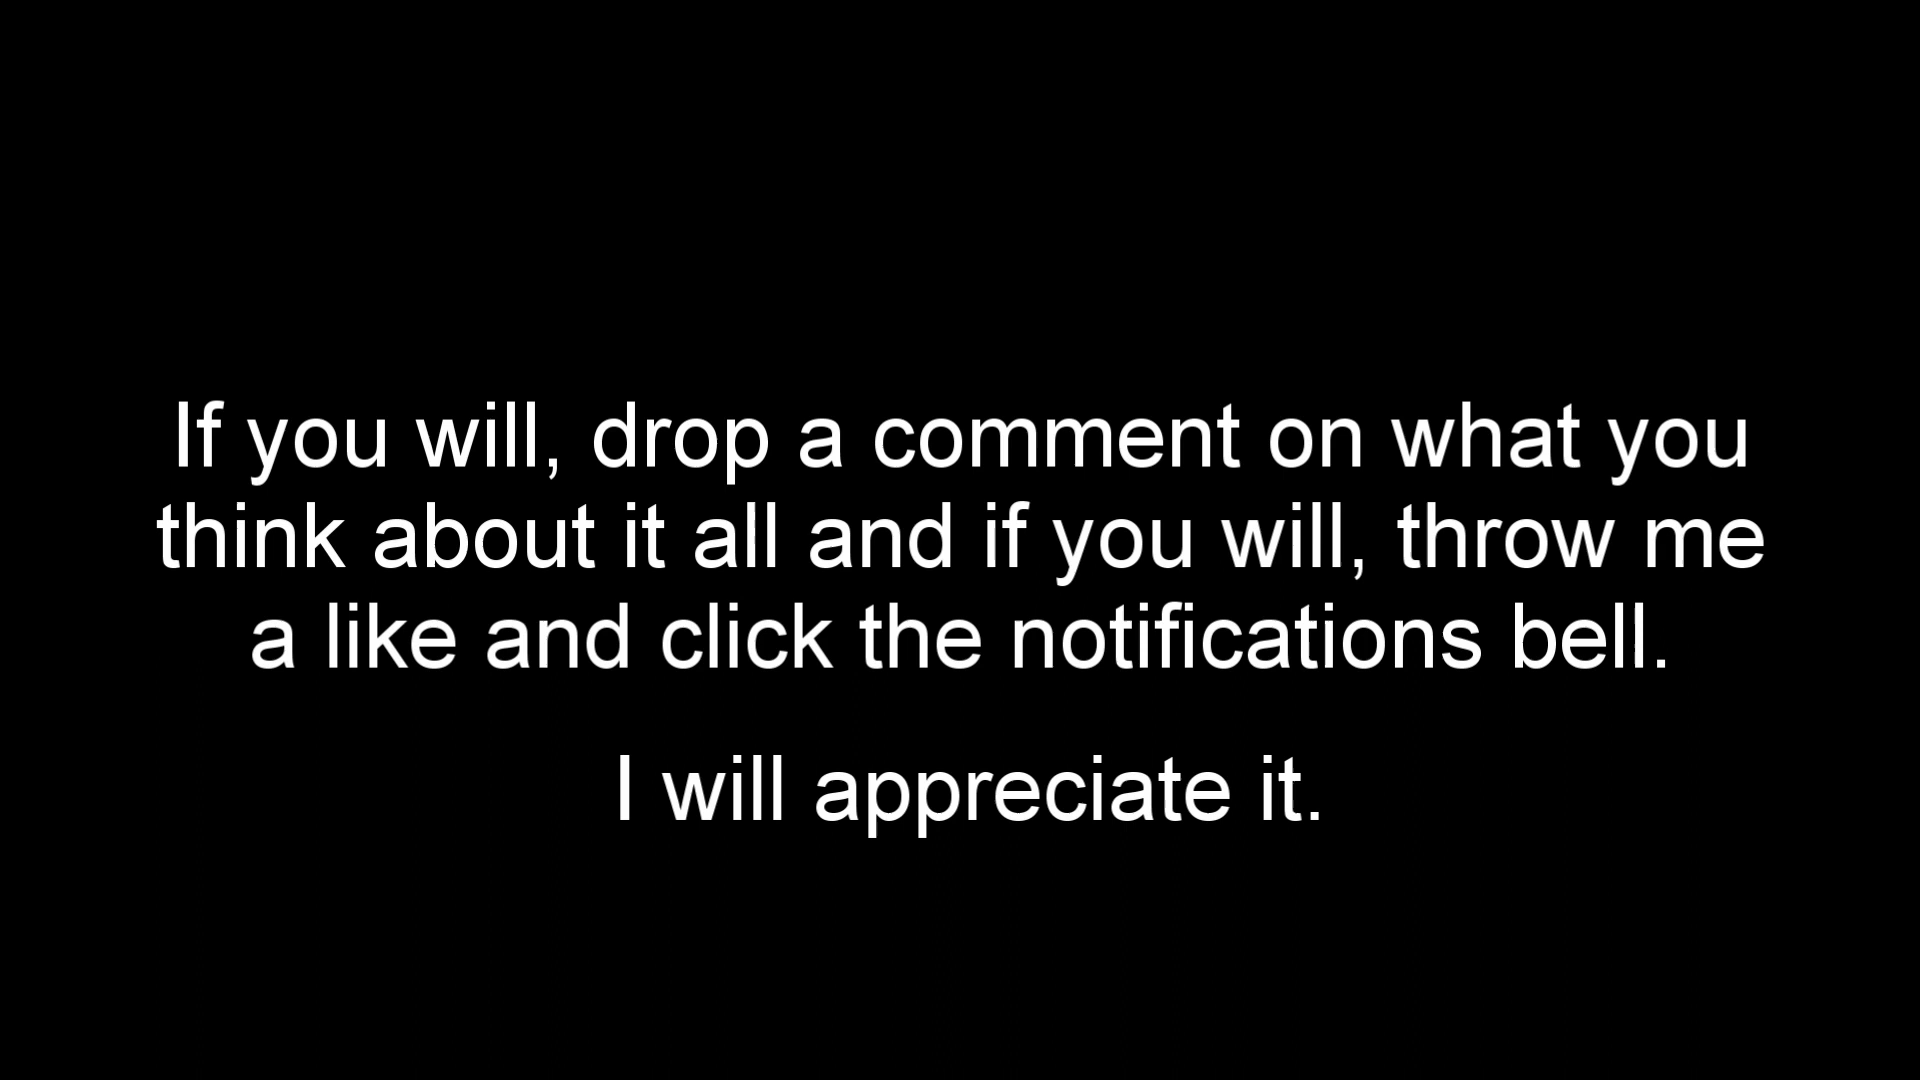 If you will, drop a comment on what you
think about it all and if you will, throw me
a like and click the notifications bell.
I will appreciate it.